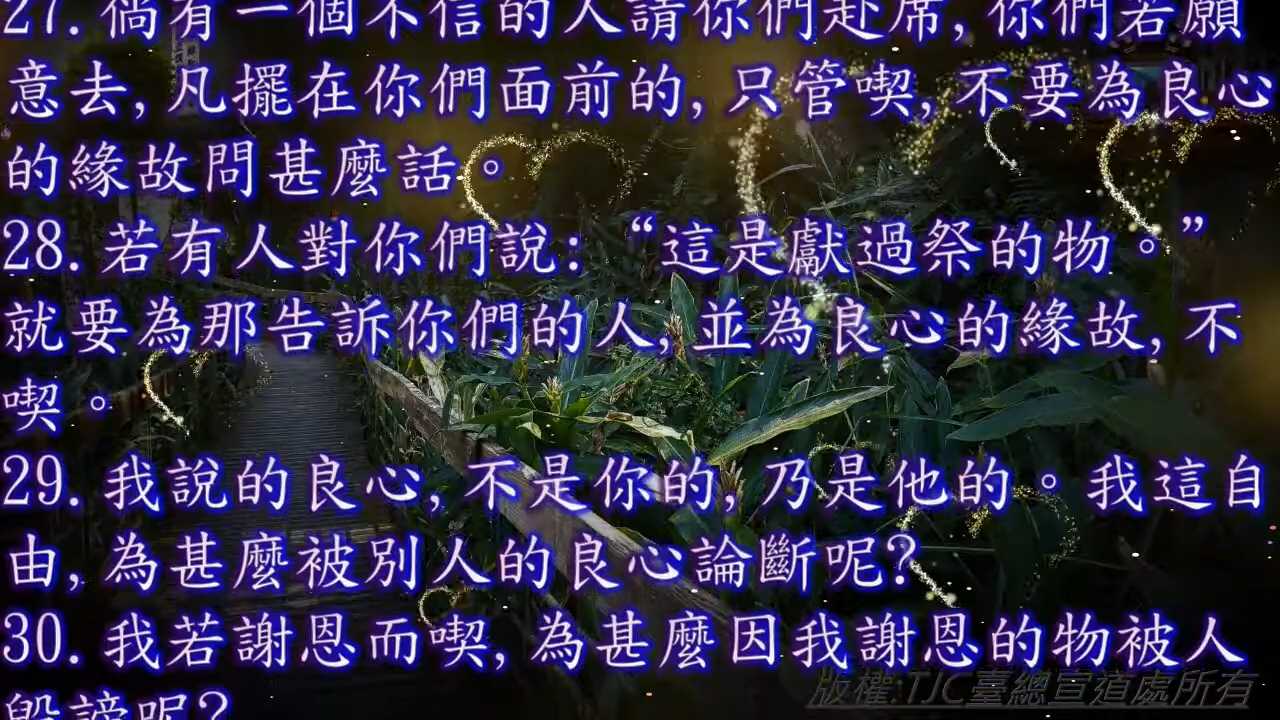 27. 倘有一個不信的人請你們赴席, 你們若願
意去, 凡擺在你們面前的, 只管喫, 不要為良心
的緣故問甚麼話。
28. 若有人對你們說: “這是獻過祭的物。”
就要為那告訴你們的人, 並為良心的緣故, 不
喫。
29. 我說的良心, 不是你的, 乃是他的。我這自
由, 為甚麼被別人的良心論斷呢?
30. 我若謝恩而喫, 為甚麼因我謝恩的物被人
毀謗呢?
版權:TJC臺總宣道處所有